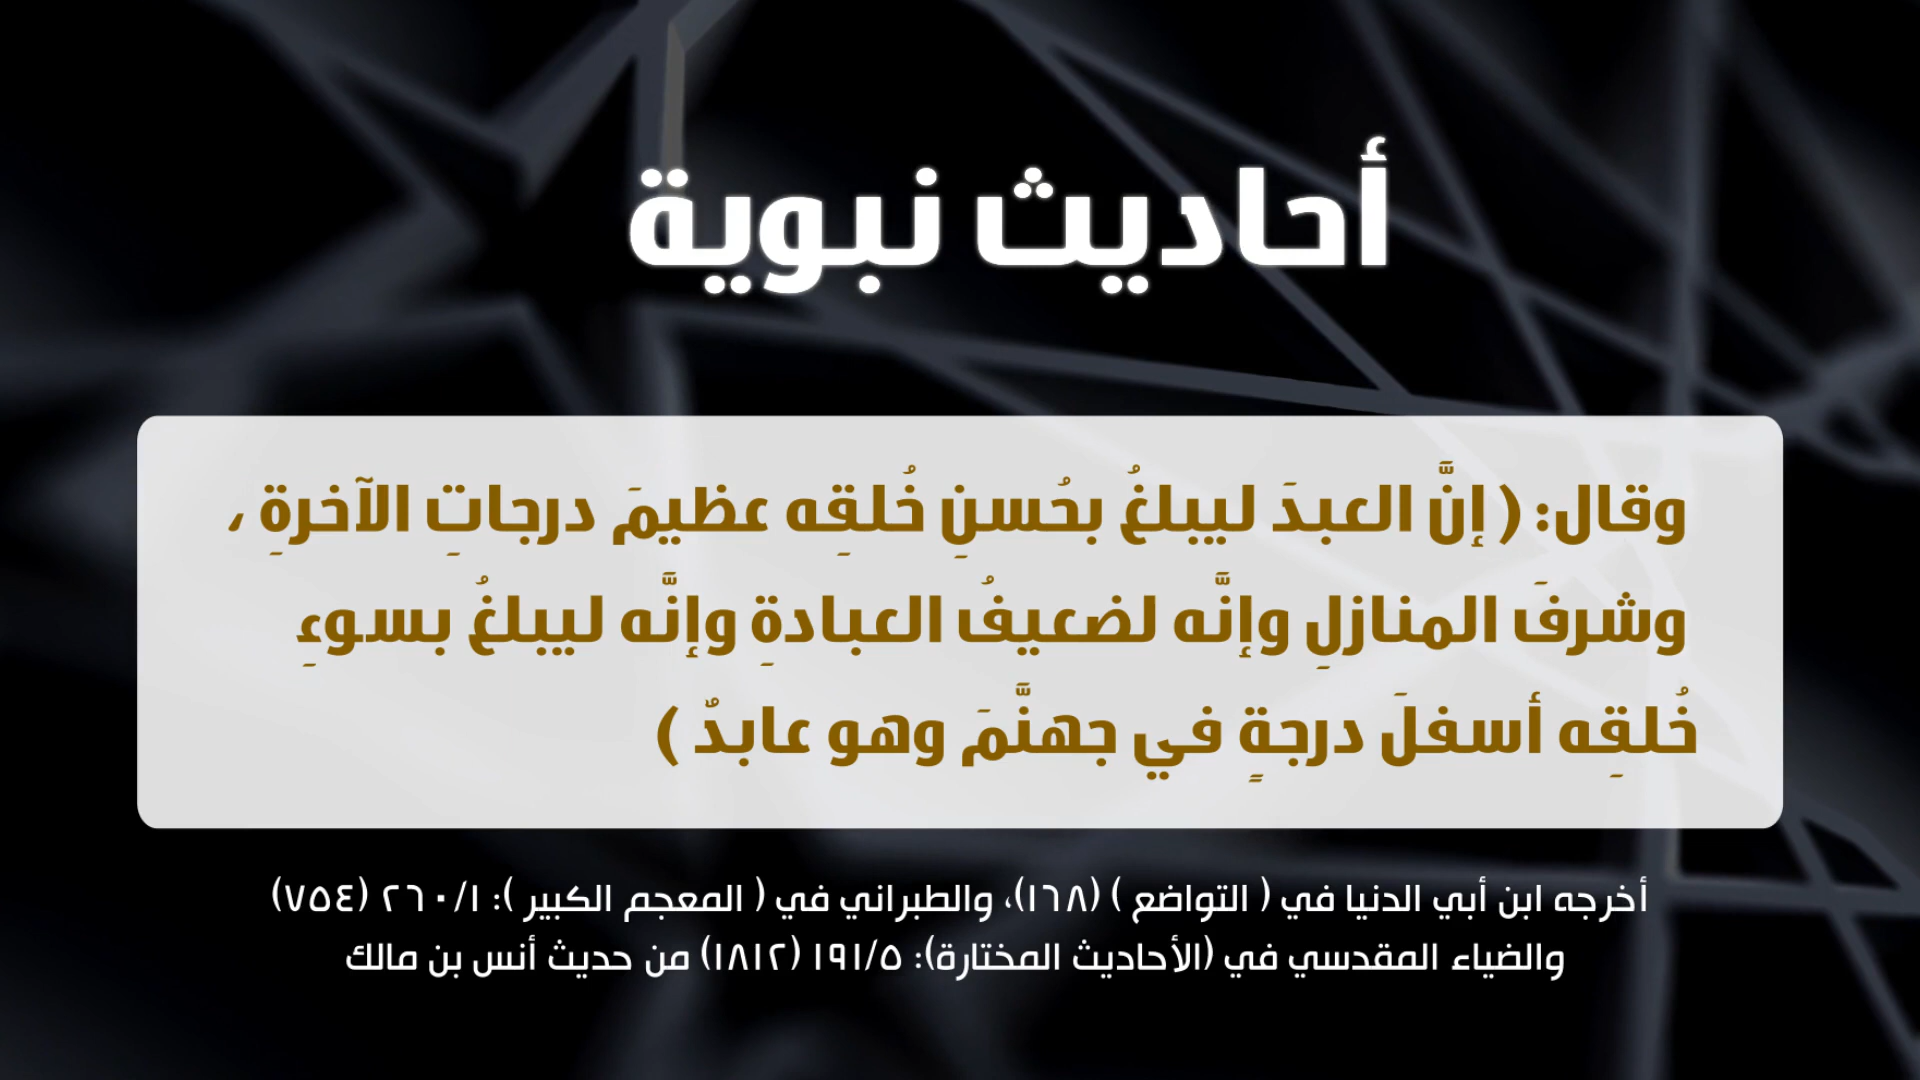 أحاديث نبوية
وقال: ( إنَّ العبدَ ليبلغُ بحُسنِ خُلقِه عظيمَ درجاتِ الآخرةِ ،
وشرفَ المنازلِ وإنَّه لضعيفُ العبادةِ وإنَّه ليبلغُ بسوءِ
خُلقِه أسفلَ درجةٍ في جهنَّمَ وهو عابدٌ )
أخرجه ابن أبي الدنيا في ( التواضع ) (١٦٨)، والطبراني في ( المعجم الكبير ): ٢٦٠/١ (٧٥٤)
والضياء المقدسي في (الأحاديث المختارة): ١٩١/٥ (١٨١٢) من حديث أنس بن مالك